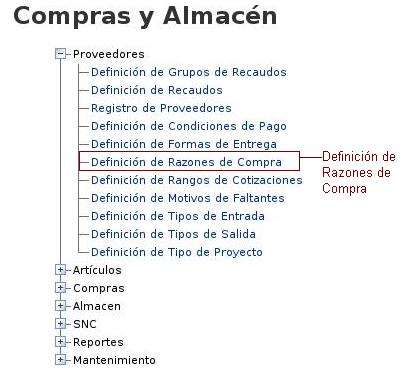 Compras y Almacén
Proveedores
Definición de Grupos de Recaudos
Definición de Recaudos
Registro de Proveedores
Definición de Condiciones de Pago
Definición de Formas de Entrega
Definición de Razones de Compra
Definición de Rangos de Cotizaciones
Definición de Motivos de Faltantes
Definición de Tipos de Entrada
Definición de Tipos de Salida
Definición de Tipo de Proyecto
Artículos
Compras
Almacen
SNC
Reportes
Mantenimiento
Definición de
Razones de
Compra